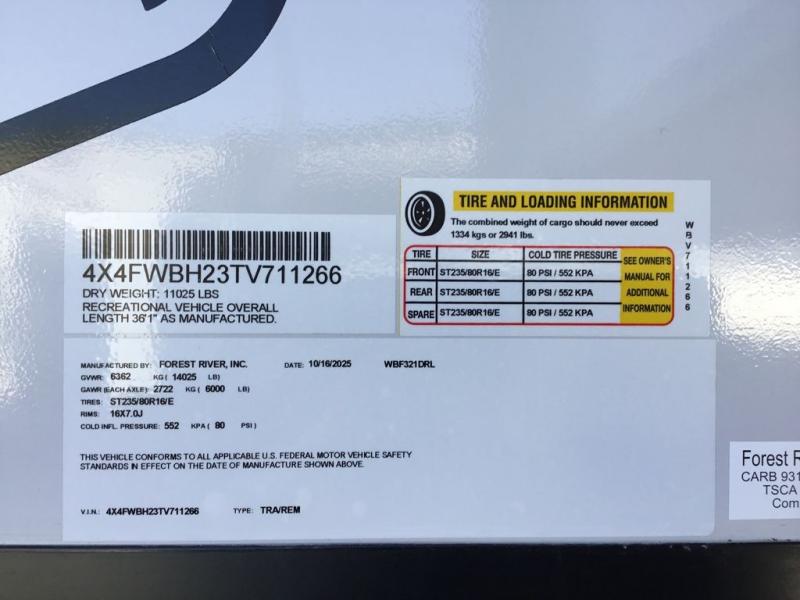 4X4FWBH23TV711266
DRY WEIGHT: 11025 LBS
RECREATIONAL VEHICLE OVERALL
LENGTH 36'1" AS MANUFACTURED.
TIRE AND LOADING INFORMATION
The combined weight of cargo should never exceed
1334 kgs or 2941 lbs.
TIRE SIZE COLD TIRE PRESSURE
FRONT ST235/80R16/E 80 PSI / 552 KPA
REAR ST235/80R16/E 80 PSI / 552 KPA
SPARE ST235/80R16/E 80 PSI / 552 KPA
SEE OWNER'S
MANUAL FOR
ADDITIONAL
INFORMATION
WBV711266
MANUFACTURED BY: FOREST RIVER, INC. DATE: 10/16/2025 WBF321DRL
GVWR: 6362 KG ( 14025 LB)
GAWR (EACH AXLE): 2722 KG ( 6000 LB)
TIRES: ST235/80R16/E
RIMS: 16X7.0J
COLD INFL. PRESSURE: 552 KPA ( 80 PSI )
THIS VEHICLE CONFORMS TO ALL APPLICABLE U.S. FEDERAL MOTOR VEHICLE SAFETY
STANDARDS IN EFFECT ON THE DATE OF MANUFACTURE SHOWN ABOVE.
V.I.N.: 4X4FWBH23TV711266 TYPE: TRA/REM
Forest R
CARB 931
TSCA
Com